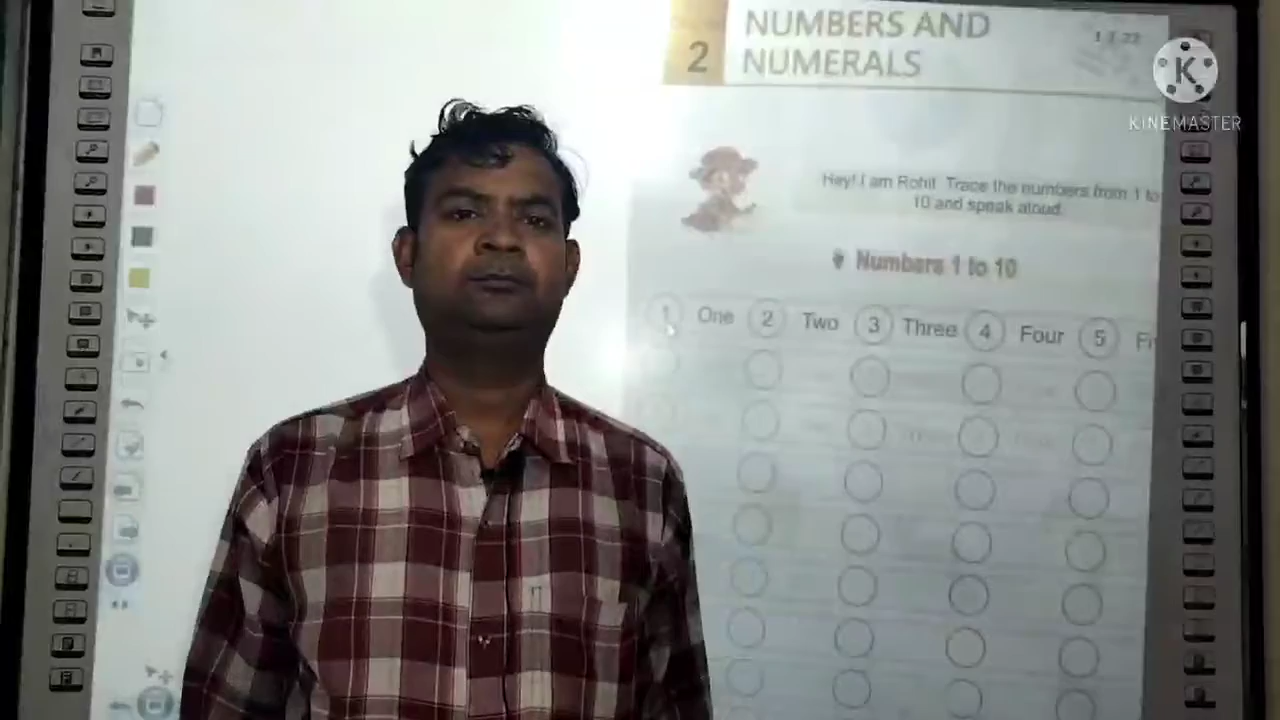 2
NUMBERS AND
NUMERALS
K
KINEMASTER
Hey! I am Rohit. Trace the numbers from 1 to
10 and speak aloud.
Numbers 1 to 10
1 One 2 Two 3 Three 4 Four 5